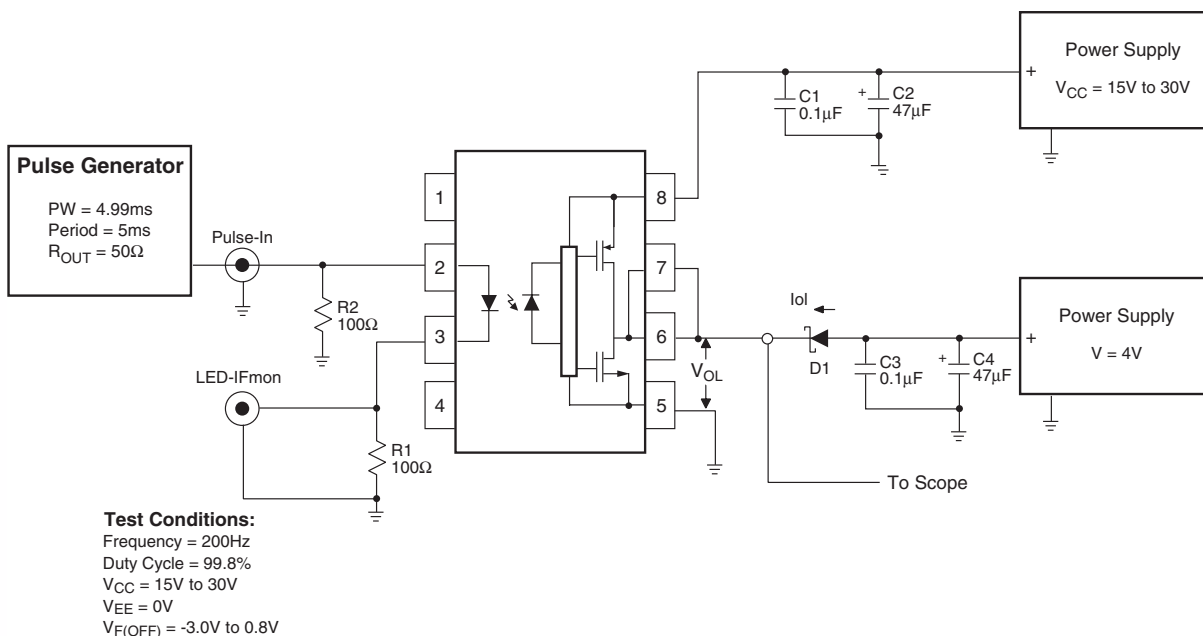 Pulse Generator
PW = 4.99ms
Period = 5ms
ROUT = 50Ω
Pulse-In
R2
100Ω
LED-IFmon
R1
100Ω
1
2
3
4
8
7
6
5
VOL
C1
0.1μF
+
C2
47μF
+
Power Supply
VCC = 15V to 30V
Iol
D1
C3
0.1μF
+
C4
47μF
+
Power Supply
V = 4V
To Scope
Test Conditions:
Frequency = 200Hz
Duty Cycle = 99.8%
VCC = 15V to 30V
VEE = 0V
VF(OFF) = -3.0V to 0.8V